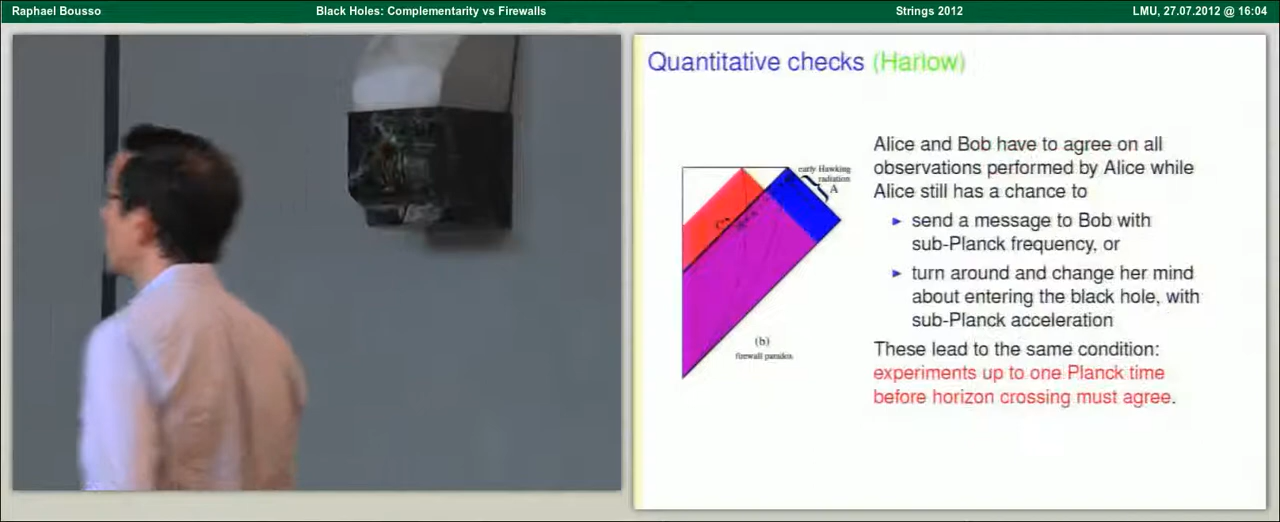 Raphael Bousso
Black Holes: Complementarity vs Firewalls
Strings 2012
LMU, 27.07.2012 @ 16:04
Quantitative checks (Harlow)
early Hawking
radiation
A
C
(b)
firewall paradox
Alice and Bob have to agree on all
observations performed by Alice while
Alice still has a chance to
▸ send a message to Bob with
sub-Planck frequency, or
▸ turn around and change her mind
about entering the black hole, with
sub-Planck acceleration
These lead to the same condition:
experiments up to one Planck time
before horizon crossing must agree.